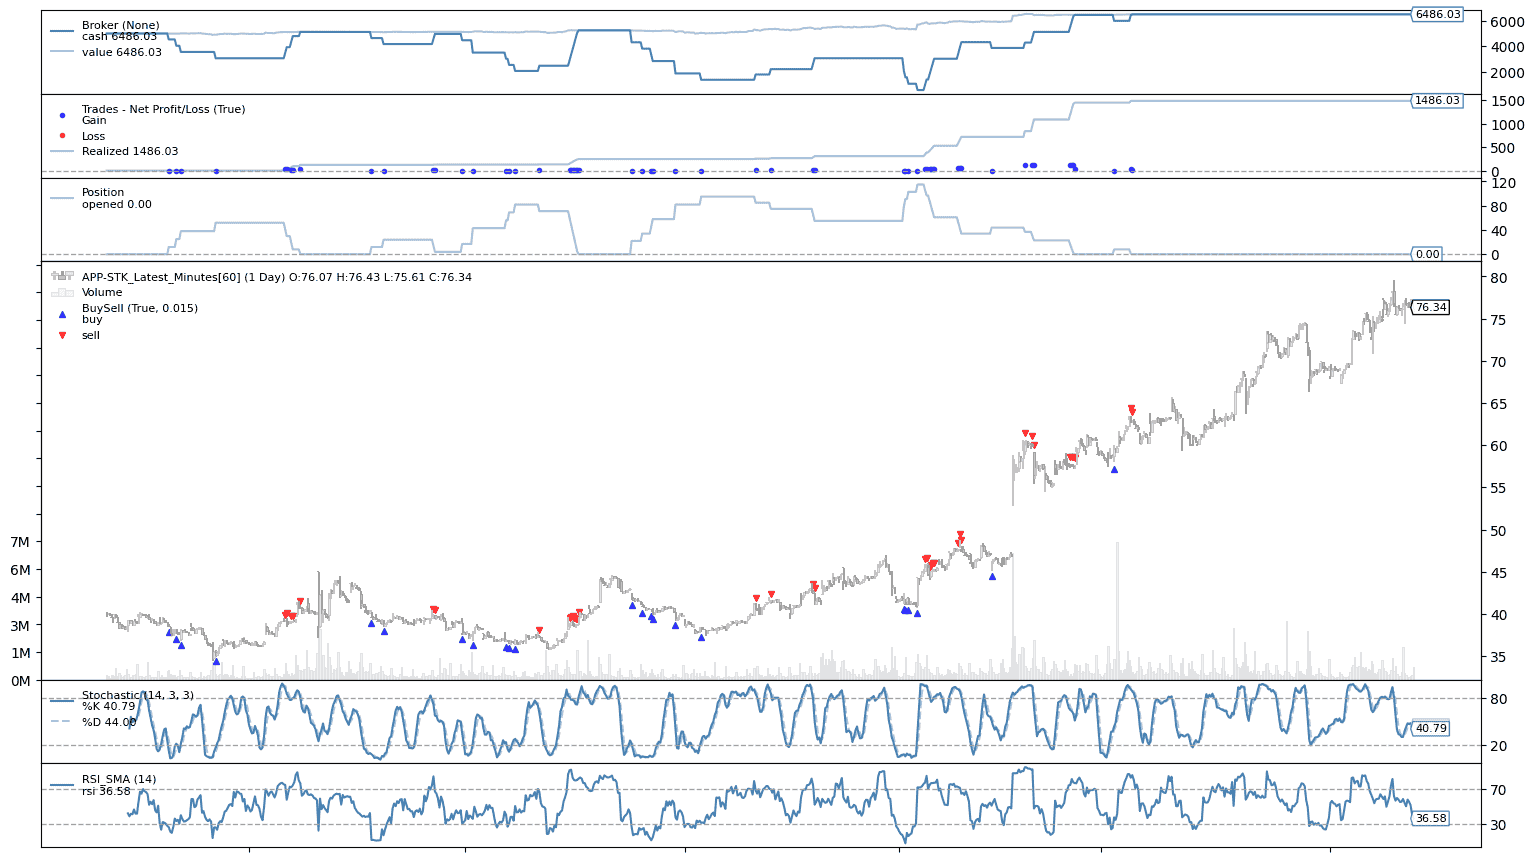 Broker (None)
cash 6486.03
value 6486.03
6486.03
6000
4000
2000
Trades - Net Profit/Loss (True)
Gain
Loss
Realized 1486.03
1486.03
1500
1000
500
0
Position
opened 0.00
120
80
40
0
0.00
APP-STK_Latest_Minutes[60] (1 Day) O:76.07 H:76.43 L:75.61 C:76.34
Volume
BuySell (True, 0.015)
buy
sell
80
76.34
75
70
65
60
55
50
45
40
35
7M
6M
4M
3M
1M
0M
Stochastic (14, 3, 3)
%K 40.79
%D 44.00
80
40.79
20
RSI_SMA (14)
rsi 36.58
70
36.58
30